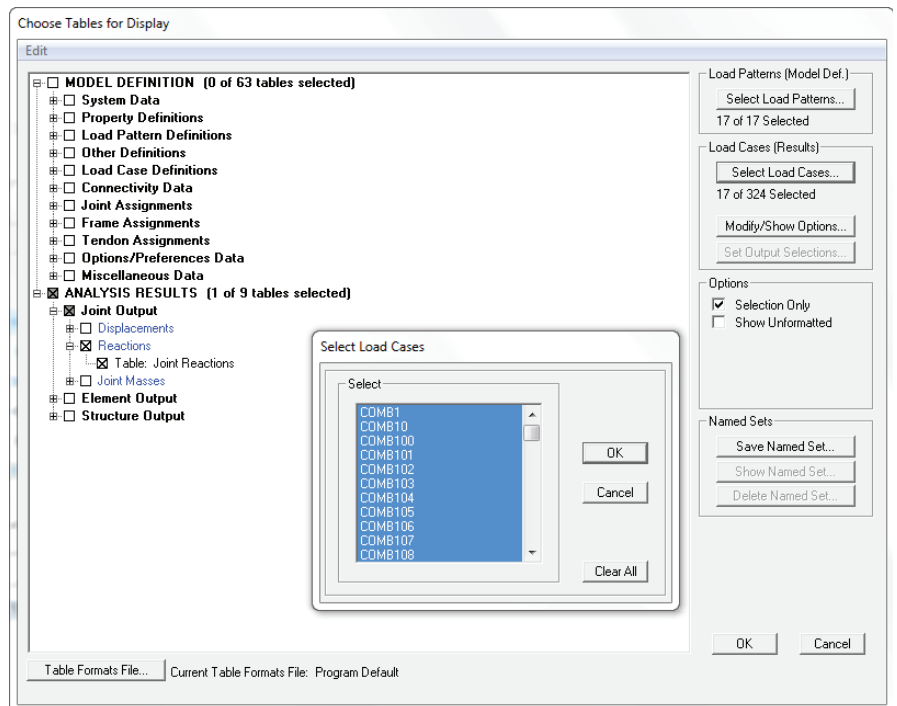 Choose Tables for Display
Edit
MODEL DEFINITION (0 of 63 tables selected)
System Data
Property Definitions
Load Pattern Definitions
Other Definitions
Load Case Definitions
Connectivity Data
Joint Assignments
Frame Assignments
Tendon Assignments
Options/Preferences Data
Miscellaneous Data
ANALYSIS RESULTS (1 of 9 tables selected)
Joint Output
Displacements
Reactions
Table: Joint Reactions
Joint Masses
Element Output
Structure Output
Select Load Cases
Select
COMB1
COMB10
COMB100
COMB101
COMB102
COMB103
COMB104
COMB105
COMB106
COMB107
COMB108
OK
Cancel
Clear All
Load Patterns (Model Def.)
Select Load Patterns...
17 of 17 Selected
Load Cases (Results)
Select Load Cases...
17 of 324 Selected
Modify/Show Options...
Set Output Selections...
Options
Selection Only
Show Unformatted
Named Sets
Save Named Set...
Show Named Set...
Delete Named Set...
OK
Cancel
Table Formats File...
Current Table Formats File: Program Default